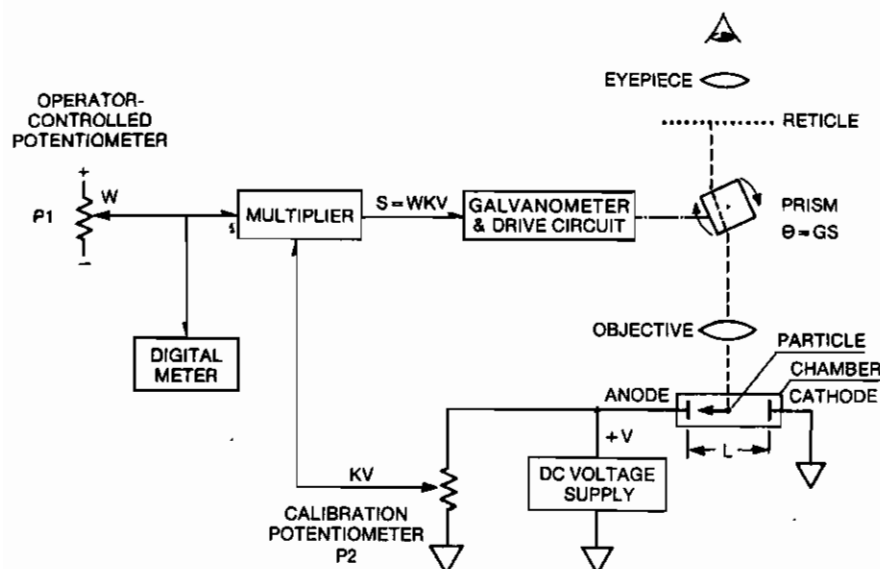 EYEPIECE
RETICLE
OPERATOR-
CONTROLLED
POTENTIOMETER
+
P1
W
–
MULTIPLIER
S = WKV
GALVANOMETER
& DRIVE CIRCUIT
PRISM
Θ = GS
DIGITAL
METER
OBJECTIVE
PARTICLE
CHAMBER
ANODE
CATHODE
+V
L
KV
DC VOLTAGE
SUPPLY
CALIBRATION
POTENTIOMETER
P2